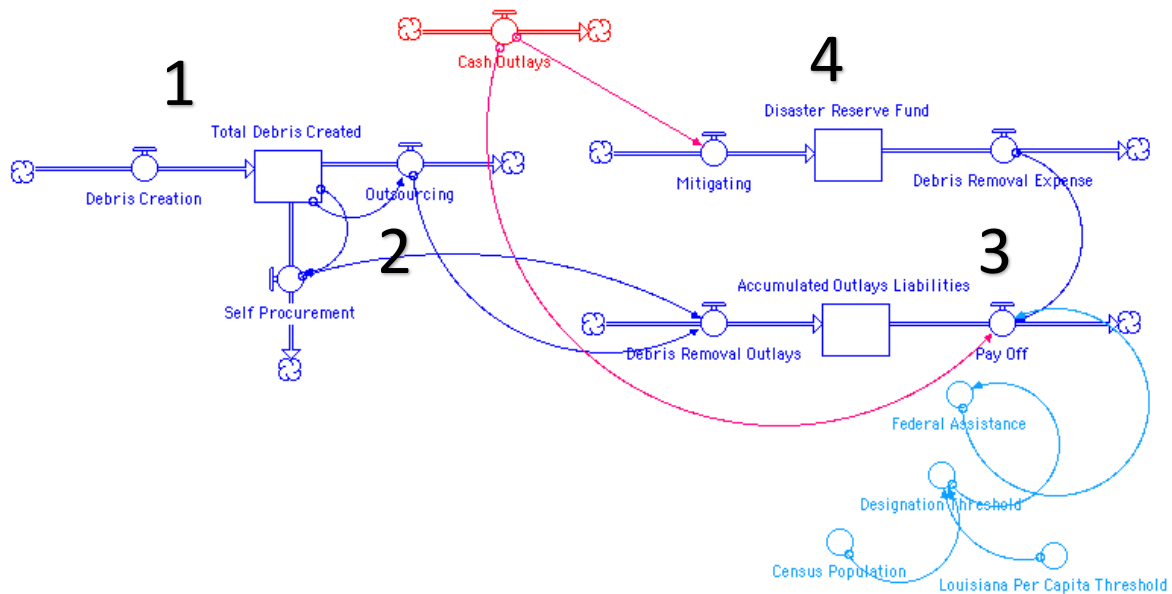 Cash Outlays
1
4
Total Debris Created
Disaster Reserve Fund
Debris Creation
Outsourcing
Mitigating
Debris Removal Expense
2
3
Accumulated Outlays Liabilities
Self Procurement
Debris Removal Outlays
Pay Off
Federal Assistance
Designation Threshold
Census Population
Louisiana Per Capita Threshold